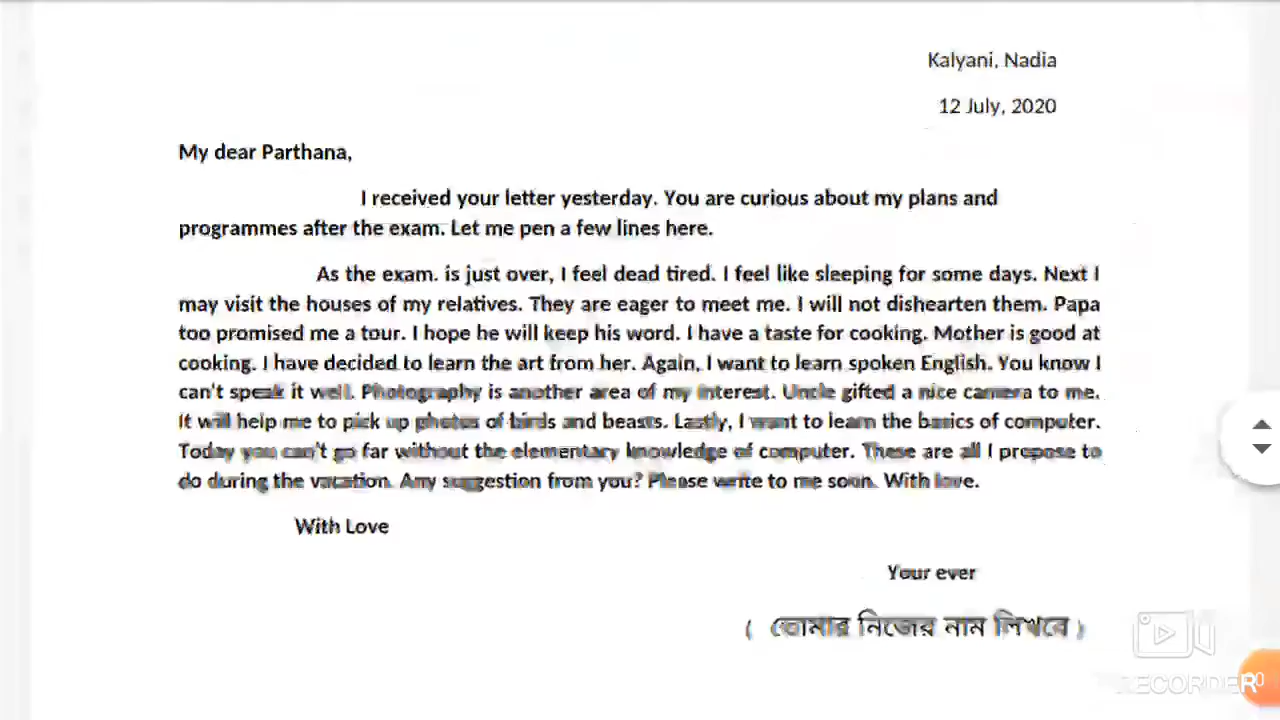 Kalyani, Nadia
12 July, 2020
My dear Parthana,
I received your letter yesterday. You are curious about my plans and
programmes after the exam. Let me pen a few lines here.
As the exam. is just over, I feel dead tired. I feel like sleeping for some days. Next I
may visit the houses of my relatives. They are eager to meet me. I will not dishearten them. Papa
too promised me a tour. I hope he will keep his word. I have a taste for cooking. Mother is good at
cooking. I have decided to learn the art from her. Again, I want to learn spoken English. You know I
can't speak it well. Photography is another area of my interest. Uncle gifted a nice camera to me.
It will help me to pick up photos of birds and beasts. Lastly, I want to learn the basics of computer.
Today you can't go far without the elementary knowledge of computer. These are all I propose to
do during the vacation. Any suggestion from you? Please write to me soon. With love.
With Love
Your ever
( তোমার নিজের নাম লিখবে )
RECORDER